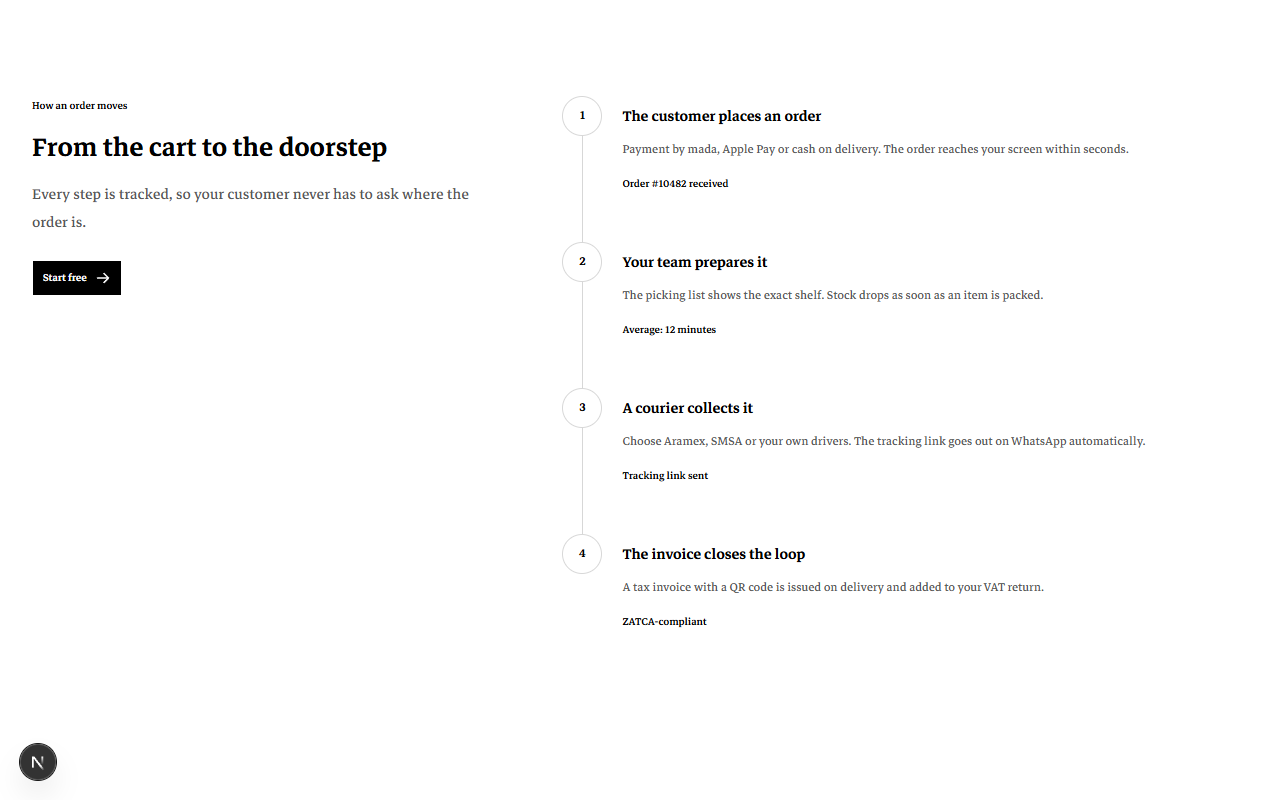 How an order moves
From the cart to the doorstep
Every step is tracked, so your customer never has to ask where the
order is.
Start free
1
The customer places an order
Payment by mada, Apple Pay or cash on delivery. The order reaches your screen within seconds.
Order #10482 received
2
Your team prepares it
The picking list shows the exact shelf. Stock drops as soon as an item is packed.
Average: 12 minutes
3
A courier collects it
Choose Aramex, SMSA or your own drivers. The tracking link goes out on WhatsApp automatically.
Tracking link sent
4
The invoice closes the loop
A tax invoice with a QR code is issued on delivery and added to your VAT return.
ZATCA-compliant
N